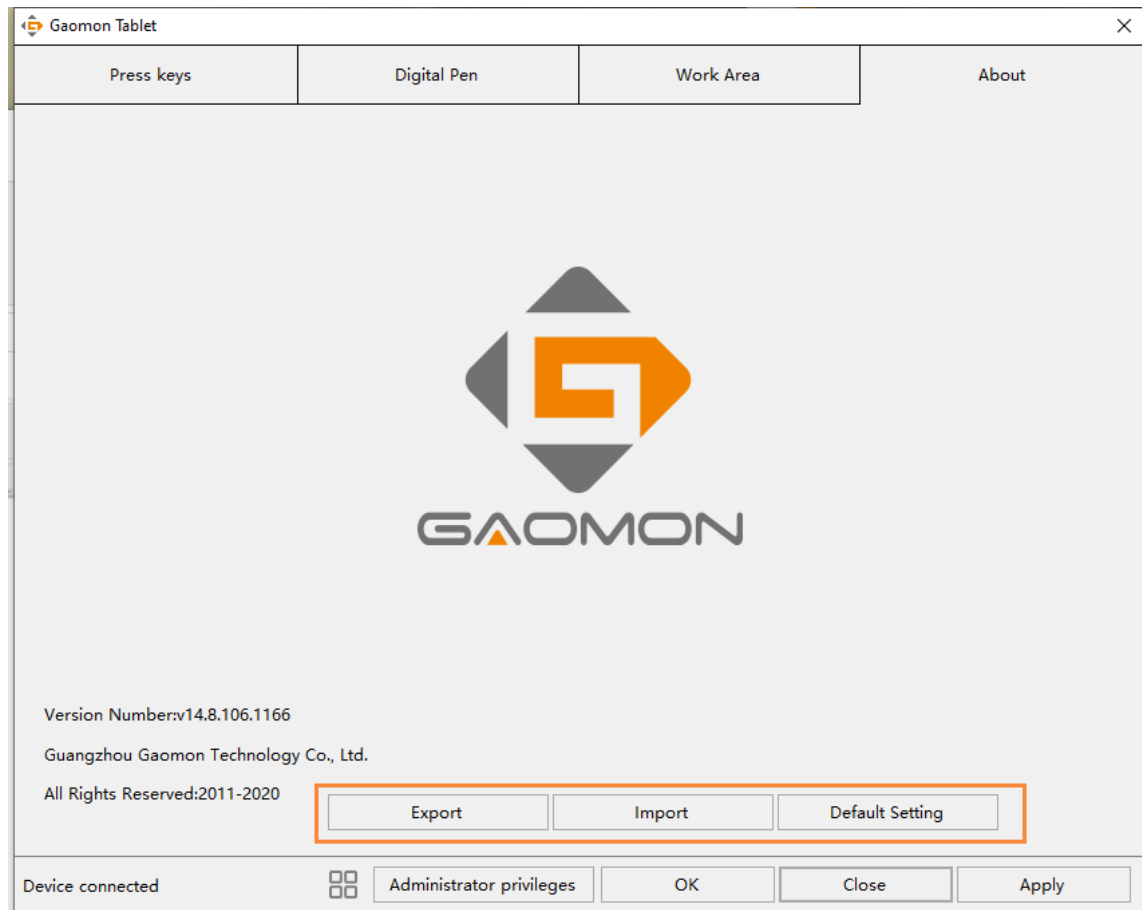 Gaomon Tablet
Press keys Digital Pen Work Area About
GAOMON
Version Number:v14.8.106.1166
Guangzhou Gaomon Technology Co., Ltd.
All Rights Reserved:2011-2020
Export Import Default Setting
Device connected Administrator privileges OK Close Apply